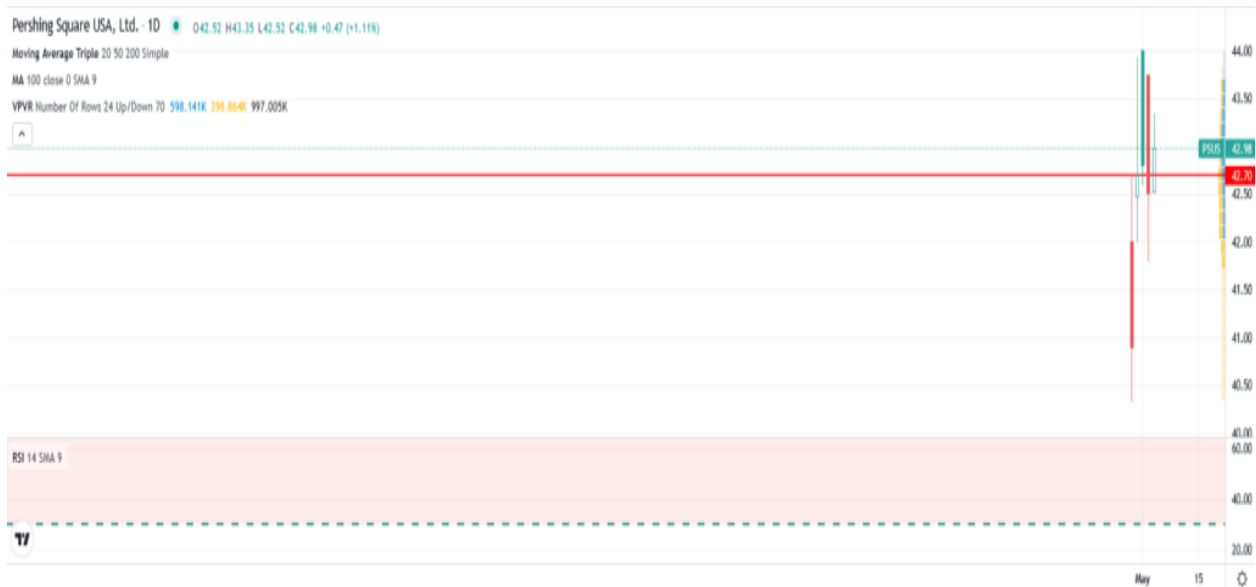 Pershing Square USA, Ltd. · 1D O42.52 H43.35 L42.52 C42.98 +0.47 (+1.11%)
Moving Average Triple 20 50 200 Simple
MA 100 close 0 SMA 9
VPVR Number Of Rows 24 Up/Down 70 598.141K 398.864K 997.005K
44.00
43.50
PSUS 42.98
42.70
42.50
42.00
41.50
41.00
40.50
40.00
60.00
RSI 14 SMA 9
40.00
20.00
May 15